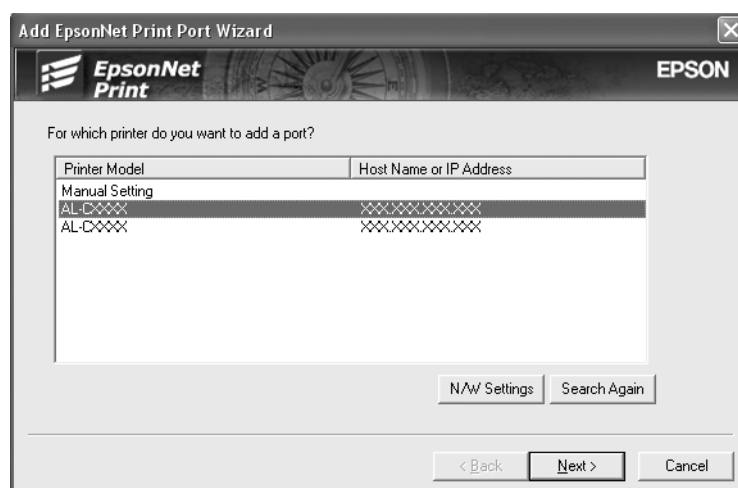 Add EpsonNet Print Port Wizard
EpsonNet
Print
EPSON
For which printer do you want to add a port?
Printer Model Host Name or IP Address
Manual Setting
AL-CXXXX XXX.XXX.XXX.XXX
AL-CXXXX XXX.XXX.XXX.XXX
N/W Settings Search Again
< Back Next > Cancel